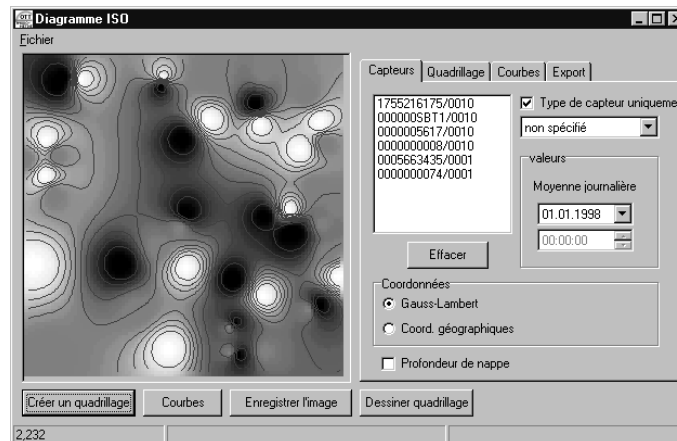 Diagramme ISO
Fichier
Capteurs
Quadrillage
Courbes
Export
1755216175/0010
000000SBT1/0010
0000005617/0010
0000000008/0010
0005663435/0001
0000000074/0001
Type de capteur uniqueme
non spécifié
valeurs
Moyenne journalière
01.01.1998
00:00:00
Effacer
Coordonnées
Gauss-Lambert
Coord. géographiques
Profondeur de nappe
Créer un quadrillage
Courbes
Enregistrer l'image
Dessiner quadrillage
2,232